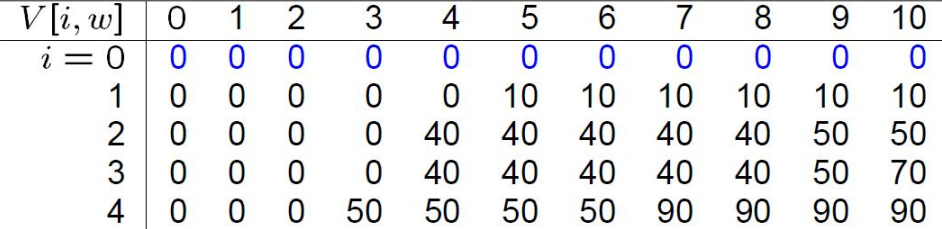 V[i, w] 0 1 2 3 4 5 6 7 8 9 10
i = 0 0 0 0 0 0 0 0 0 0 0 0
1 0 0 0 0 0 10 10 10 10 10 10
2 0 0 0 0 40 40 40 40 40 50 50
3 0 0 0 0 40 40 40 40 40 50 70
4 0 0 0 50 50 50 50 90 90 90 90